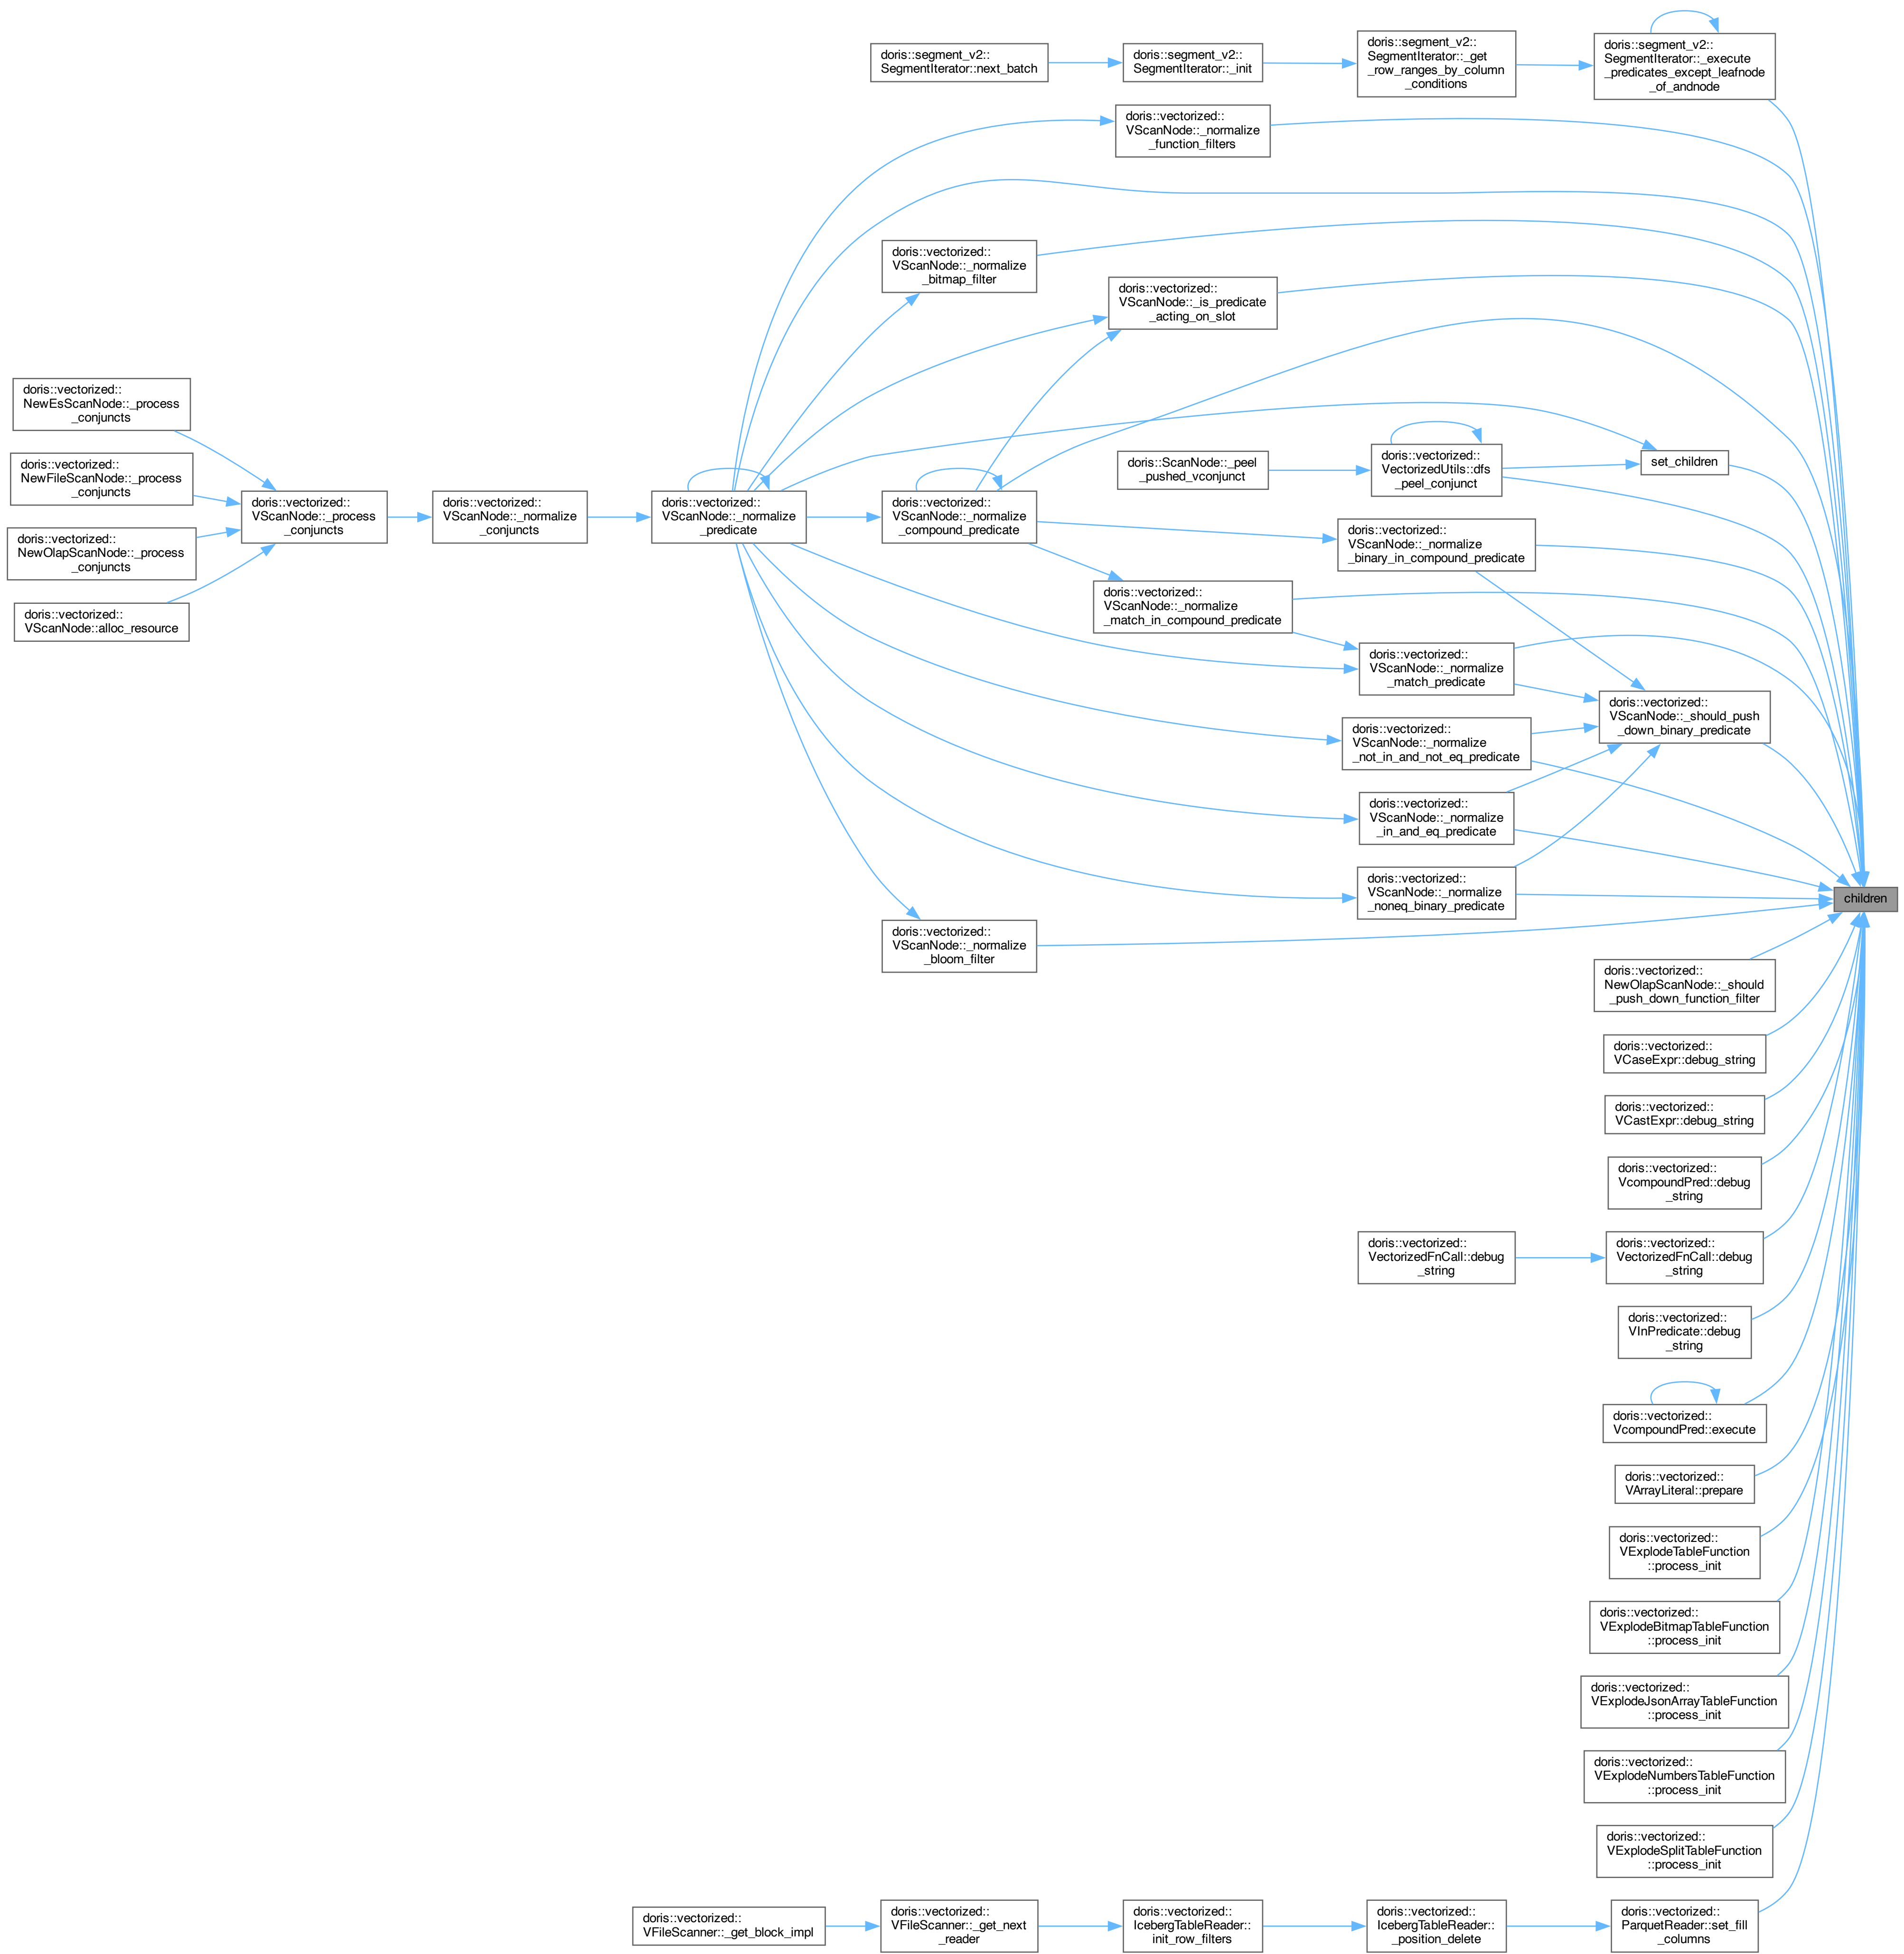 doris::segment_v2::
SegmentIterator::next_batch
doris::segment_v2::
SegmentIterator::_init
doris::segment_v2::
SegmentIterator::_get
_row_ranges_by_column
_conditions
doris::segment_v2::
SegmentIterator::_execute
_predicates_except_leafnode
_of_andnode
doris::vectorized::
VScanNode::_normalize
_function_filters
doris::vectorized::
VScanNode::_normalize
_bitmap_filter
doris::vectorized::
VScanNode::_is_predicate
_acting_on_slot
doris::vectorized::
NewEsScanNode::_process
_conjuncts
doris::vectorized::
NewFileScanNode::_process
_conjuncts
doris::vectorized::
NewOlapScanNode::_process
_conjuncts
doris::vectorized::
VScanNode::alloc_resource
doris::vectorized::
VScanNode::_process
_conjuncts
doris::vectorized::
VScanNode::_normalize
_conjuncts
doris::vectorized::
VScanNode::_normalize
_predicate
doris::vectorized::
VScanNode::_normalize
_compound_predicate
doris::ScanNode::_peel
_pushed_vconjunct
doris::vectorized::
VectorizedUtils::dfs
_peel_conjunct
set_children
doris::vectorized::
VScanNode::_normalize
_binary_in_compound_predicate
doris::vectorized::
VScanNode::_normalize
_match_in_compound_predicate
doris::vectorized::
VScanNode::_normalize
_match_predicate
doris::vectorized::
VScanNode::_should_push
_down_binary_predicate
doris::vectorized::
VScanNode::_normalize
_not_in_and_not_eq_predicate
doris::vectorized::
VScanNode::_normalize
_in_and_eq_predicate
doris::vectorized::
VScanNode::_normalize
_noneq_binary_predicate
children
doris::vectorized::
VScanNode::_normalize
_bloom_filter
doris::vectorized::
NewOlapScanNode::_should
_push_down_function_filter
doris::vectorized::
VCaseExpr::debug_string
doris::vectorized::
VCastExpr::debug_string
doris::vectorized::
VcompoundPred::debug
_string
doris::vectorized::
VectorizedFnCall::debug
_string
doris::vectorized::
VectorizedFnCall::debug
_string
doris::vectorized::
VInPredicate::debug
_string
doris::vectorized::
VcompoundPred::execute
doris::vectorized::
VArrayLiteral::prepare
doris::vectorized::
VExplodeTableFunction
::process_init
doris::vectorized::
VExplodeBitmapTableFunction
::process_init
doris::vectorized::
VExplodeJsonArrayTableFunction
::process_init
doris::vectorized::
VExplodeNumbersTableFunction
::process_init
doris::vectorized::
VExplodeSplitTableFunction
::process_init
doris::vectorized::
VFileScanner::_get_block_impl
doris::vectorized::
VFileScanner::_get_next
_reader
doris::vectorized::
IcebergTableReader::
init_row_filters
doris::vectorized::
IcebergTableReader::
_position_delete
doris::vectorized::
ParquetReader::set_fill
_columns